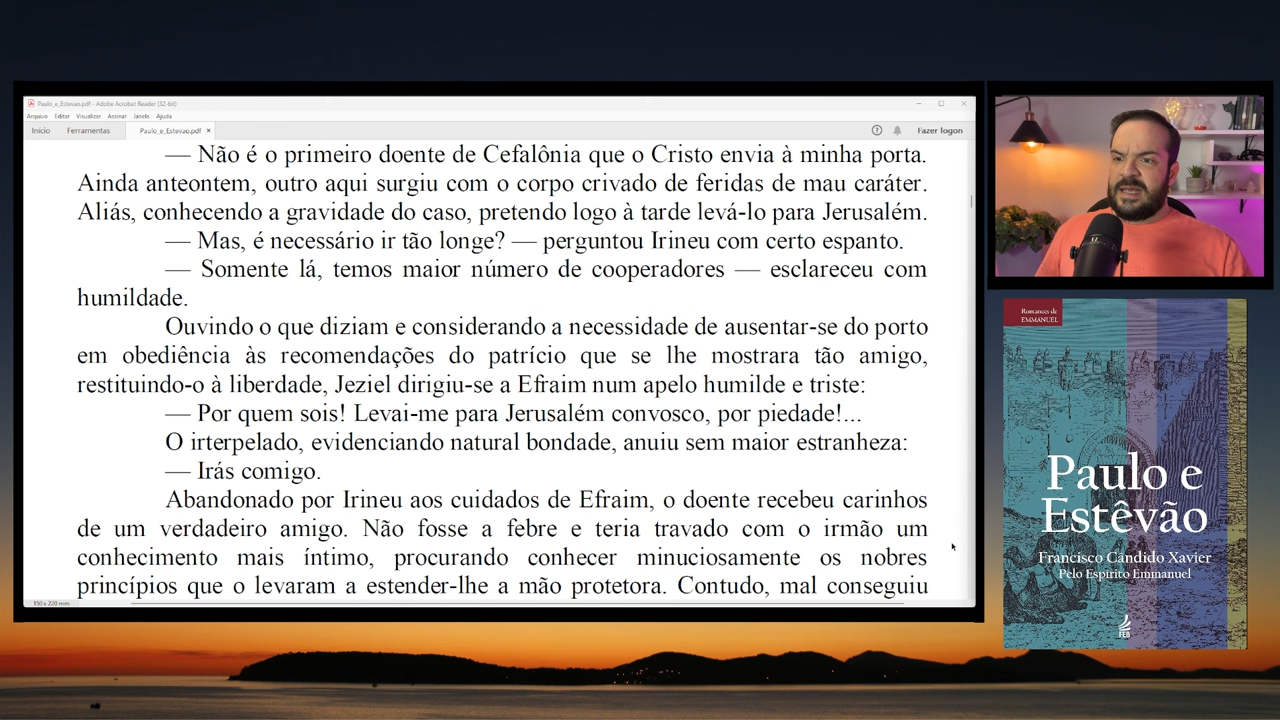 Paulo_e_Estevao.pdf - Adobe Acrobat Reader (32-bit)
Arquivo Editar Visualizar Assinar Janela Ajuda
Início Ferramentas Paulo_e_Estevao.pdf × Fazer logon
— Não é o primeiro doente de Cefalônia que o Cristo envia à minha porta.
Ainda anteontem, outro aqui surgiu com o corpo crivado de feridas de mau caráter.
Aliás, conhecendo a gravidade do caso, pretendo logo à tarde levá-lo para Jerusalém.
— Mas, é necessário ir tão longe? — perguntou Irineu com certo espanto.
— Somente lá, temos maior número de cooperadores — esclareceu com
humildade.
Ouvindo o que diziam e considerando a necessidade de ausentar-se do porto
em obediência às recomendações do patrício que se lhe mostrara tão amigo,
restituindo-o à liberdade, Jeziel dirigiu-se a Efraim num apelo humilde e triste:
— Por quem sois! Levai-me para Jerusalém convosco, por piedade!...
O irterpelado, evidenciando natural bondade, anuiu sem maior estranheza:
— Irás comigo.
Abandonado por Irineu aos cuidados de Efraim, o doente recebeu carinhos
de um verdadeiro amigo. Não fosse a febre e teria travado com o irmão um
conhecimento mais íntimo, procurando conhecer minuciosamente os nobres
princípios que o levaram a estender-lhe a mão protetora. Contudo, mal conseguiu
150 x 220 mm
Romances de
EMMANUEL
Paulo e
Estêvão
Francisco Cândido Xavier
Pelo Espírito Emmanuel
FEB